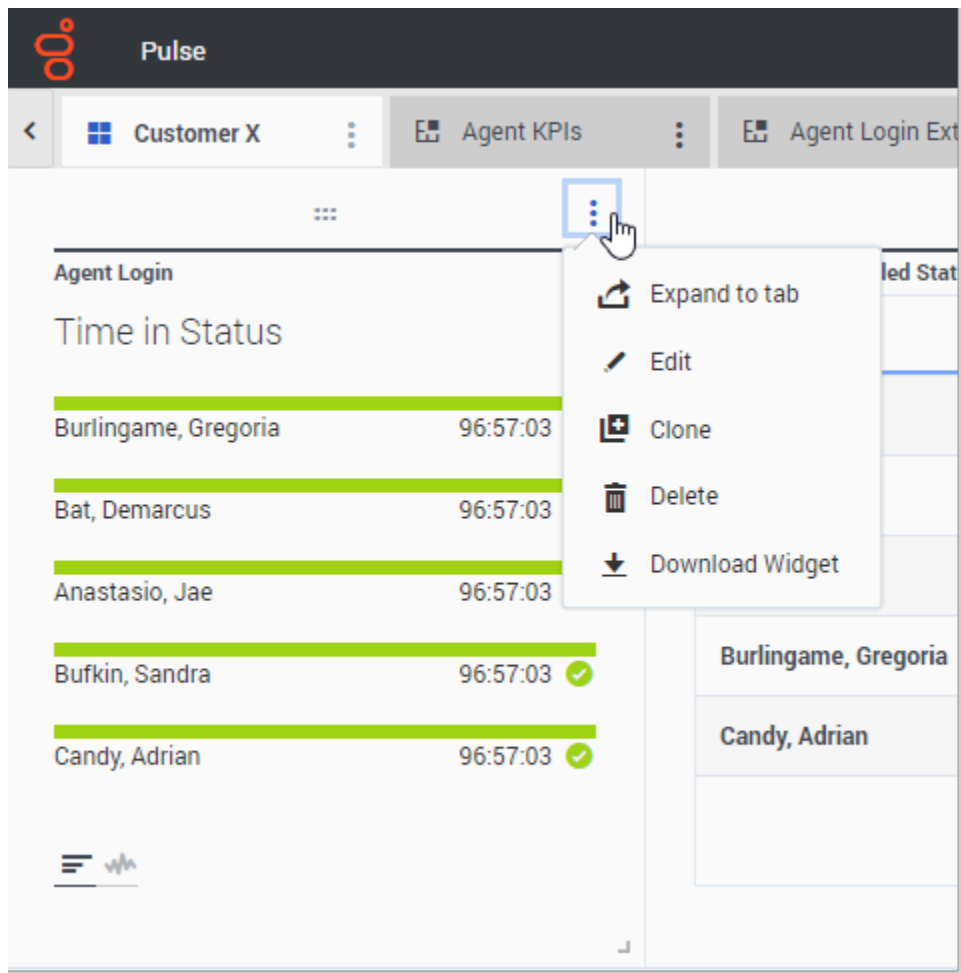 Pulse
Customer X
Agent KPIs
Agent Login Ext
Agent Login
Time in Status
Burlingame, Gregoria 96:57:03
Bat, Demarcus 96:57:03
Anastasio, Jae 96:57:03
Bufkin, Sandra 96:57:03
Candy, Adrian 96:57:03
Expand to tab
Edit
Clone
Delete
Download Widget
led Stat
Burlingame, Gregoria
Candy, Adrian